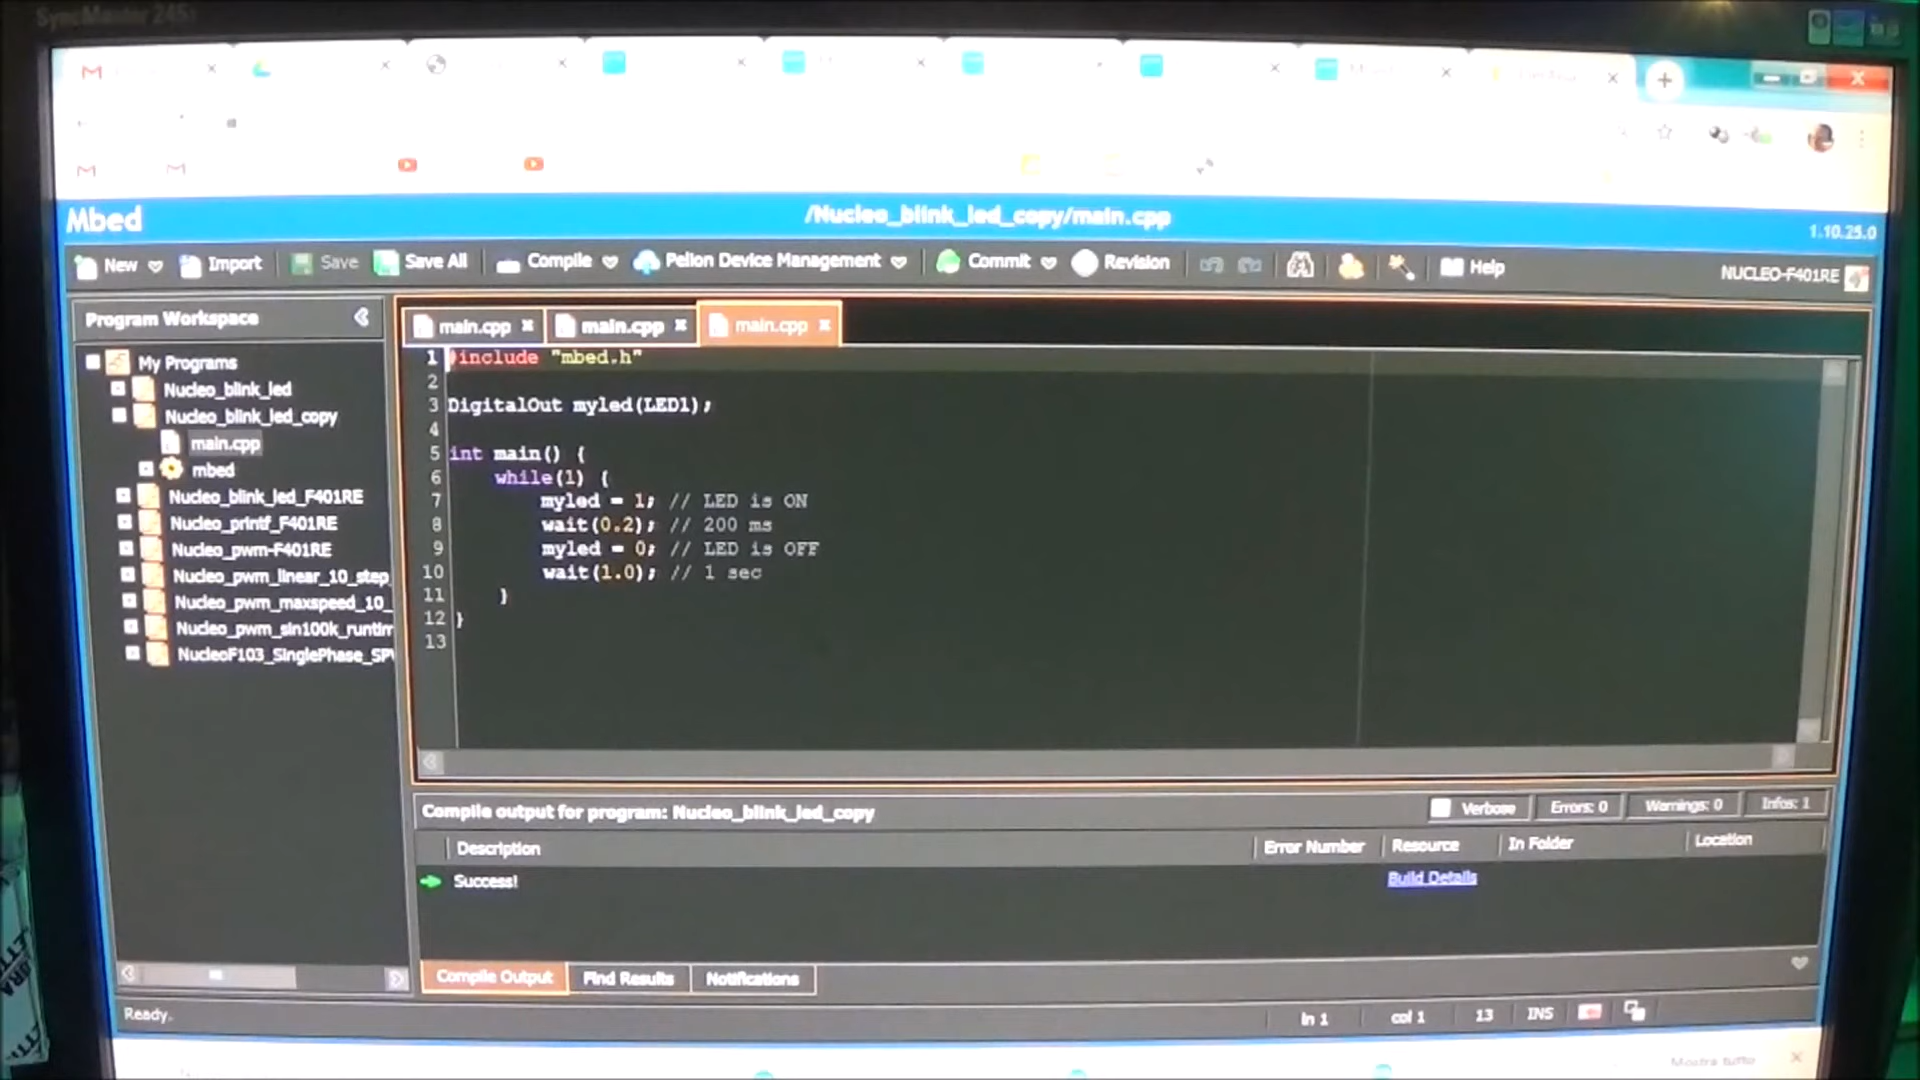 SyncMaster 245
Mbed
/Nucleo_blink_led_copy/main.cpp
1.10.25.0
New
Import
Save
Save All
Compile
Pelion Device Management
Commit
Revision
Help
NUCLEO-F401RE
Program Workspace
My Programs
Nucleo_blink_led
Nucleo_blink_led_copy
main.cpp
mbed
Nucleo_blink_led_F401RE
Nucleo_printf_F401RE
Nucleo_pwm-F401RE
Nucleo_pwm_linear_10_step_
Nucleo_pwm_maxspeed_10_
Nucleo_pwm_sin100k_runtim
NucleoF103_SinglePhase_SPW
main.cpp
main.cpp
main.cpp
1 #include "mbed.h"
2
3 DigitalOut myled(LED1);
4
5 int main() {
6 while(1) {
7 myled = 1; // LED is ON
8 wait(0.2); // 200 ms
9 myled = 0; // LED is OFF
10 wait(1.0); // 1 sec
11 }
12 }
13
Compile output for program: Nucleo_blink_led_copy
Verbose
Errors: 0
Warnings: 0
Infos: 1
Description
Error Number
Resource
In Folder
Location
Success!
Build Details
Compile Output
Find Results
Notifications
Ready.
ln 1
col 1
13
INS
Mostra tutto